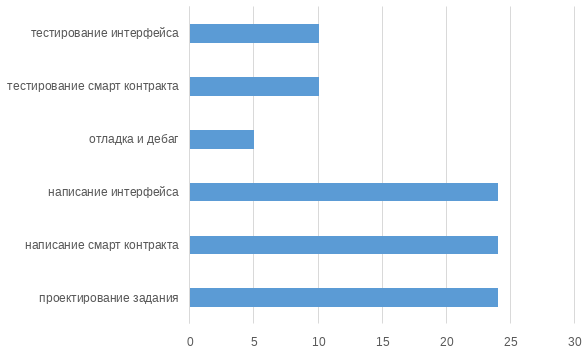 тестирование интерфейса
тестирование смарт контракта
отладка и дебаг
написание интерфейса
написание смарт контракта
проектирование задания
0 5 10 15 20 25 30